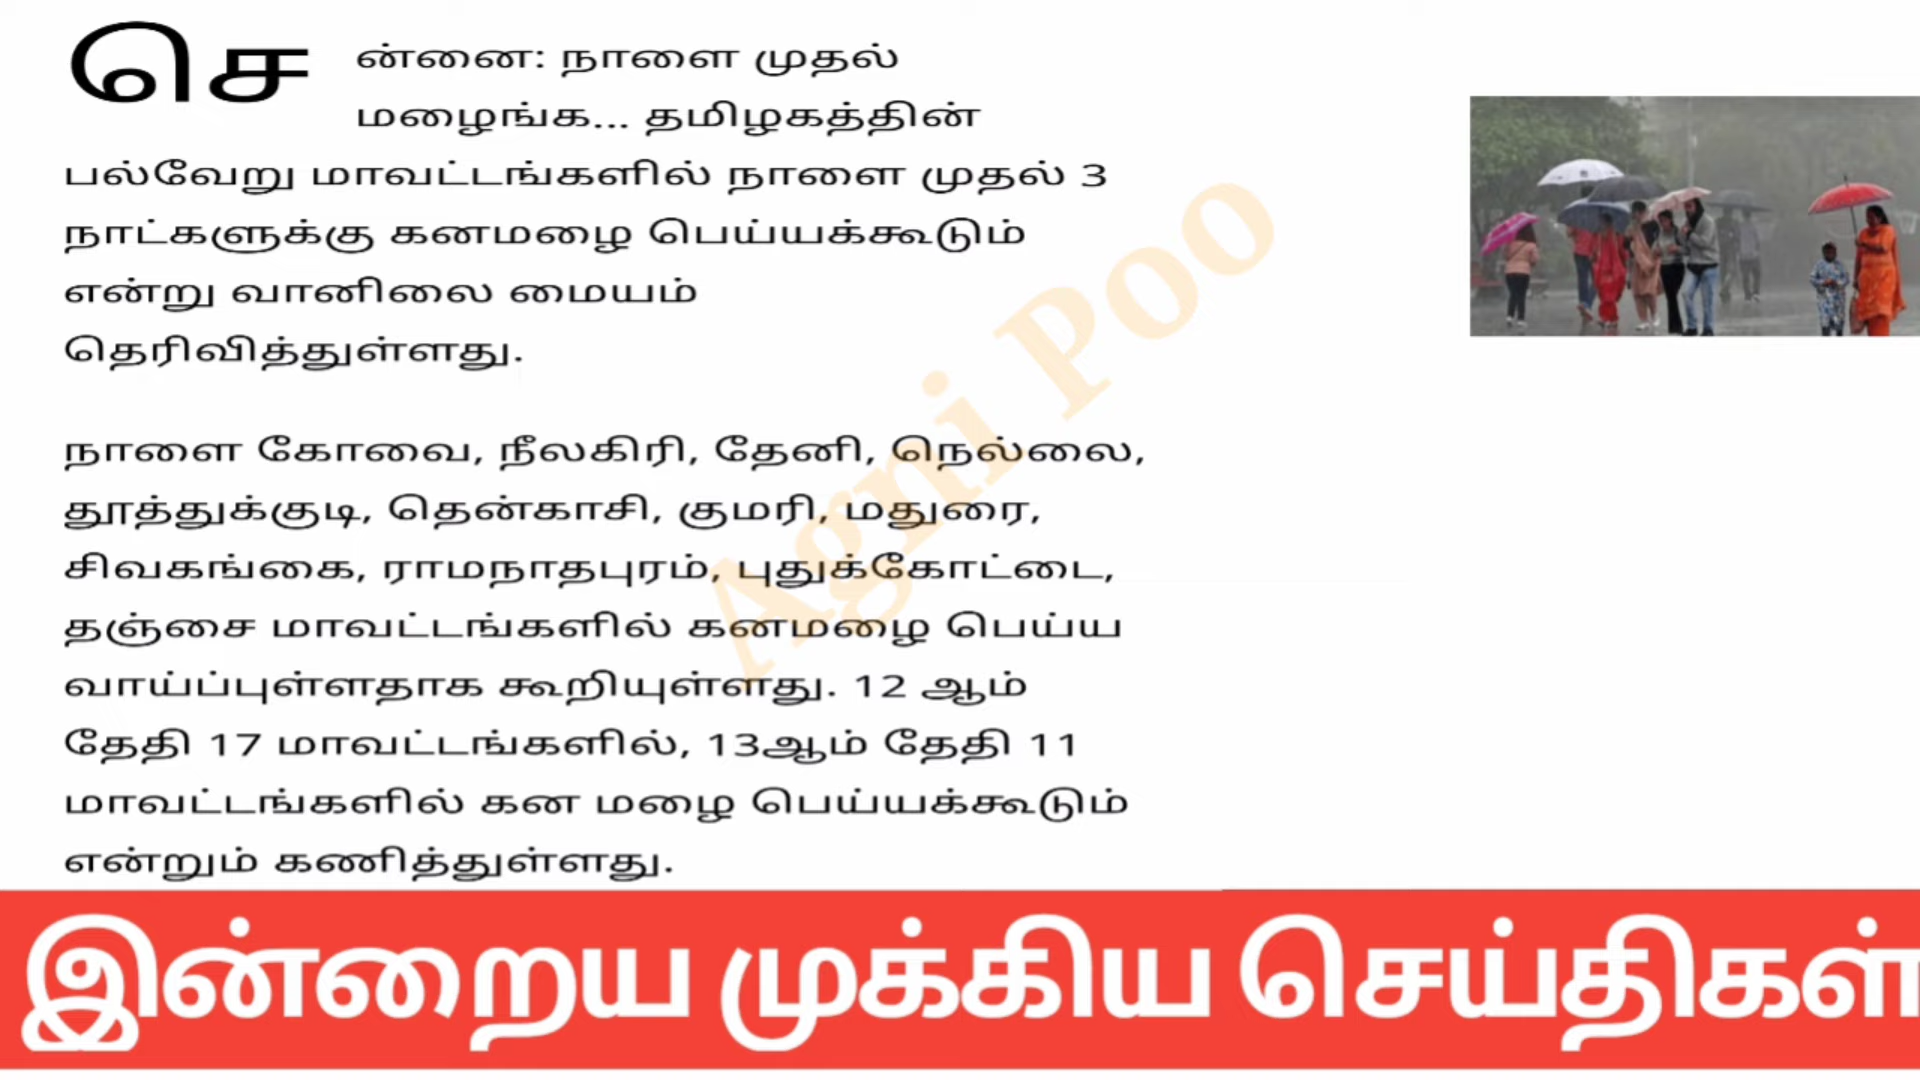 சென்னை: நாளை முதல்
மழைங்க... தமிழகத்தின்
பல்வேறு மாவட்டங்களில் நாளை முதல் 3
நாட்களுக்கு கனமழை பெய்யக்கூடும்
என்று வானிலை மையம்
தெரிவித்துள்ளது.
நாளை கோவை, நீலகிரி, தேனி, நெல்லை,
தூத்துக்குடி, தென்காசி, குமரி, மதுரை,
சிவகங்கை, ராமநாதபுரம், புதுக்கோட்டை,
தஞ்சை மாவட்டங்களில் கனமழை பெய்ய
வாய்ப்புள்ளதாக கூறியுள்ளது. 12 ஆம்
தேதி 17 மாவட்டங்களில், 13ஆம் தேதி 11
மாவட்டங்களில் கன மழை பெய்யக்கூடும்
என்றும் கணித்துள்ளது.
Agni Poo
இன்றைய முக்கிய செய்திகள்